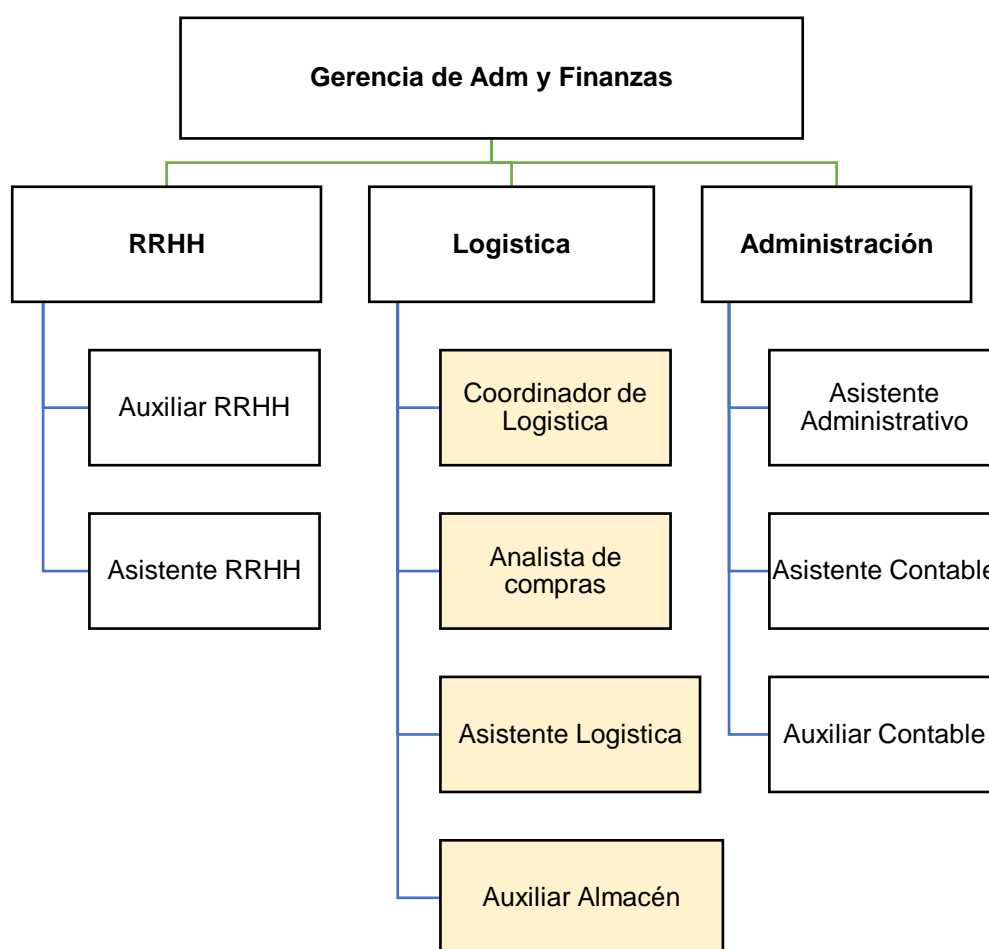 Gerencia de Adm y Finanzas
RRHH
Logistica
Administración
Auxiliar RRHH
Coordinador de
Logistica
Asistente
Administrativo
Asistente RRHH
Analista de
compras
Asistente Contable
Asistente Logistica
Auxiliar Contable
Auxiliar Almacén